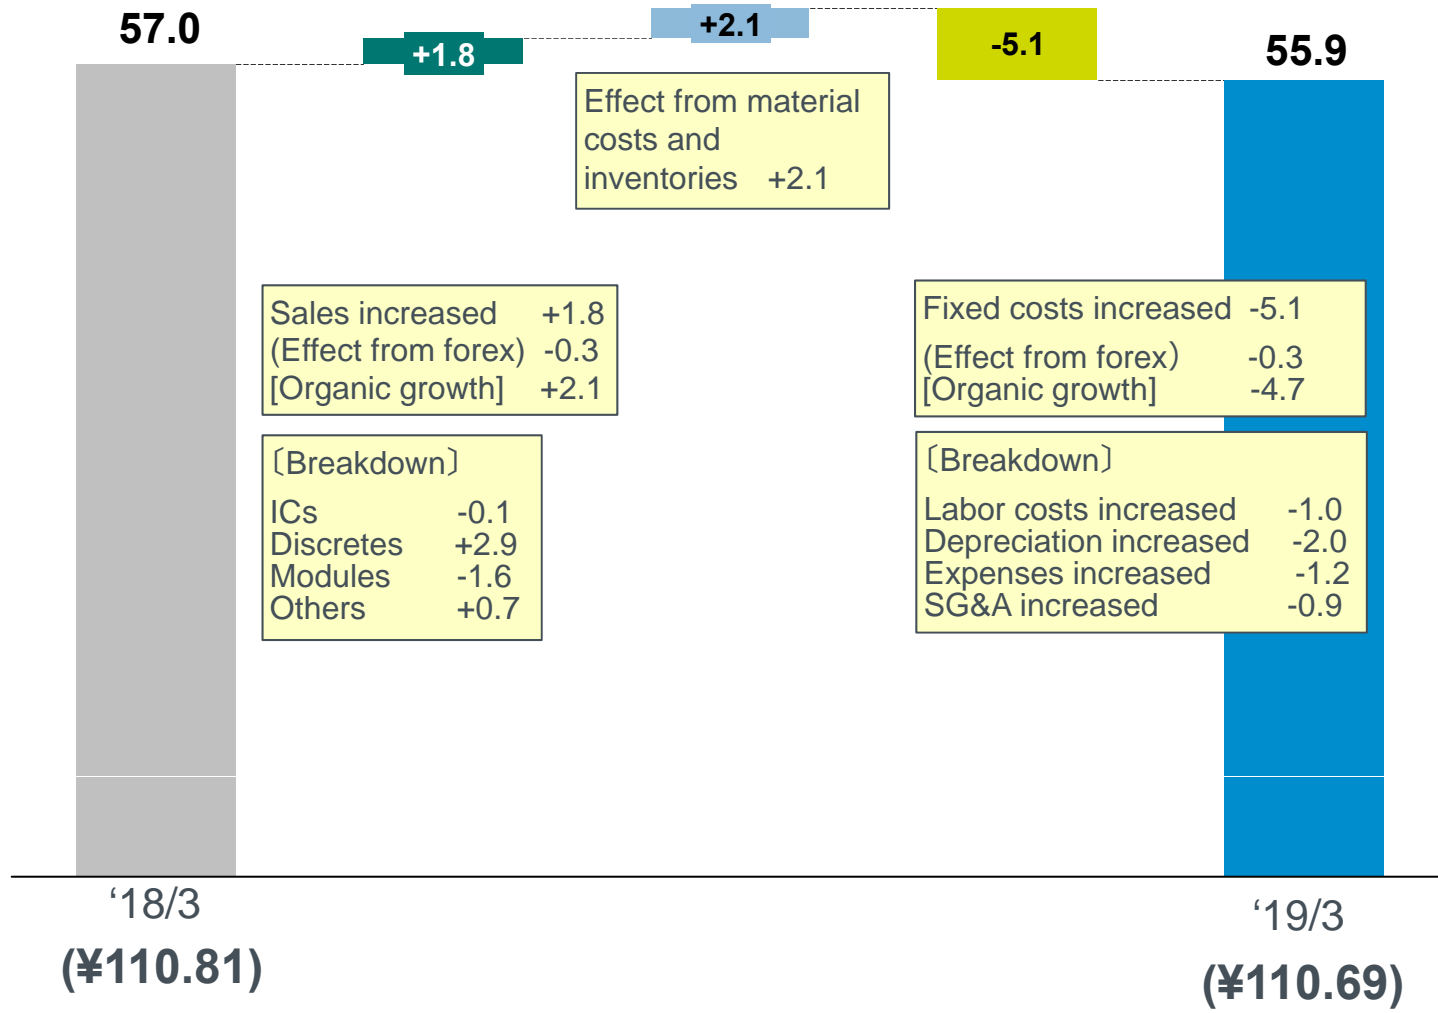 57.0
+1.8
+2.1
-5.1
55.9
Effect from material
costs and
inventories +2.1
Sales increased +1.8
(Effect from forex) -0.3
[Organic growth] +2.1
〔Breakdown〕
ICs -0.1
Discretes +2.9
Modules -1.6
Others +0.7
Fixed costs increased -5.1
(Effect from forex） -0.3
[Organic growth] -4.7
〔Breakdown〕
Labor costs increased -1.0
Depreciation increased -2.0
Expenses increased -1.2
SG&A increased -0.9
‘18/3
(¥110.81)
‘19/3
(¥110.69)